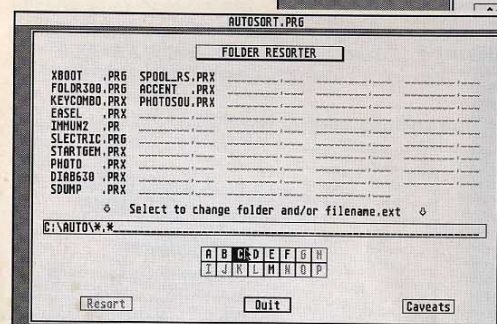 AUTOSORT.PRG
FOLDER RESORTER
XBOOT .PRG SPOOL_RS.PRX
FOLDR300.PRG ACCENT .PRX
KEYCOMBO.PRX PHOTOSOU.PRX
EASEL .PRX
IMMUN2 .PR
SLECTRIC.PRG
STARTGEM.PRX
PHOTO .PRX
DIAB630 .PRX
SDUMP .PRX
⇩ Select to change folder and/or filename.ext ⇩
C:\AUTO\*.*
A B C D E F G H
I J K L M N O P
Resort Quit Caveats